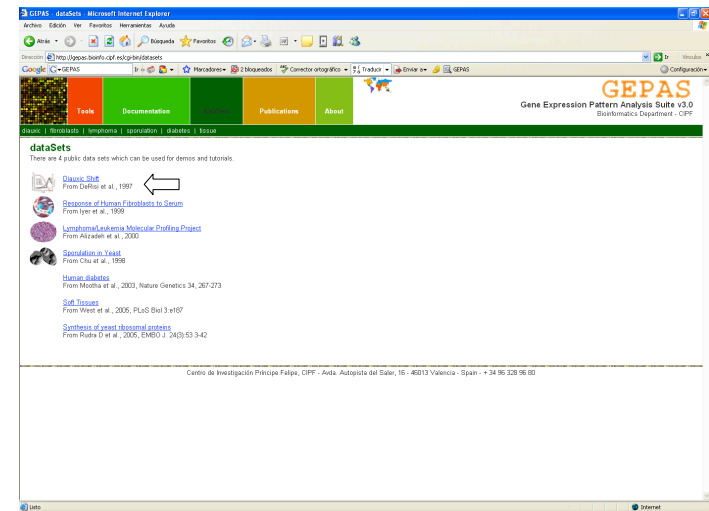 GEPAS - dataSets - Microsoft Internet Explorer
Archivo Edición Ver Favoritos Herramientas Ayuda
Atrás Búsqueda Favoritos
Dirección http://gepas.bioinfo.cipf.es/cgi-bin/datasets Ir Vínculos
Google GEPAS Ir Marcadores 2 bloqueados Corrector ortográfico Traducir Enviar a GEPAS Configuración
GEPAS
Tools Documentation Publications About
Gene Expression Pattern Analysis Suite v3.0
Bioinformatics Department - CIPF
diauxic | fibroblasts | lymphoma | sporulation | diabetes | tissue
dataSets
There are 4 public data sets which can be used for demos and tutorials.
Diauxic Shift
From DeRisi et al., 1997
Response of Human Fibroblasts to Serum
From Iyer et al., 1999
Lymphoma/Leukemia Molecular Profiling Project
From Alizadeh et al., 2000
Sporulation in Yeast
From Chu et al., 1998
Human diabetes
From Mootha et al., 2003, Nature Genetics 34, 267-273
Soft Tissues
From West et al., 2005, PLoS Biol 3:e187
Synthesis of yeast ribosomal proteins
From Rudra D et al., 2005, EMBO J. 24(3):53 3-42
Centro de Investigación Príncipe Felipe, CIPF - Avda. Autopista del Saler, 16 - 46013 Valencia - Spain - + 34 96 328 96 80
Listo Internet